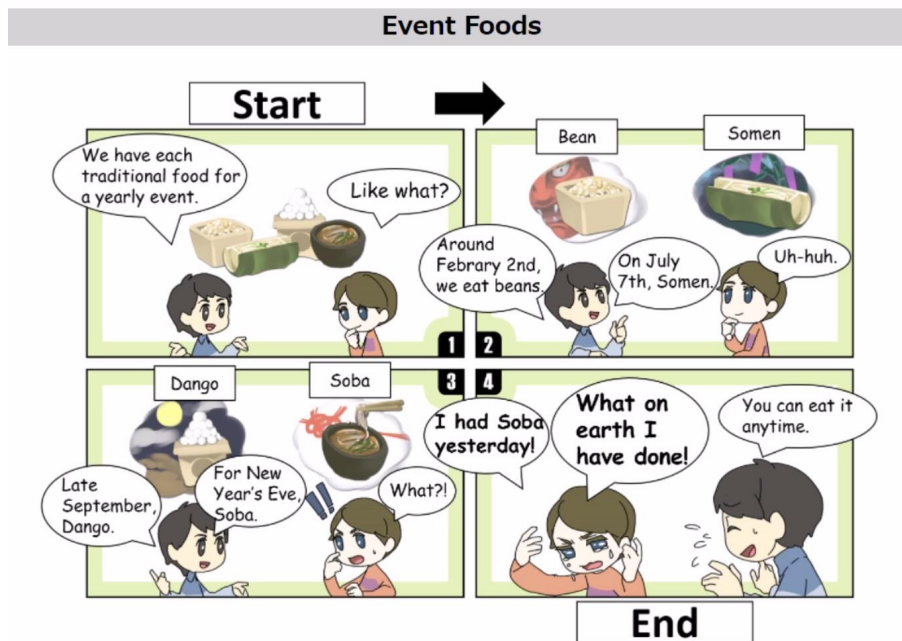 Event Foods
Start
We have each
traditional food for
a yearly event.
Like what?
1
Bean
Somen
Around
Febrary 2nd,
we eat beans.
On July
7th, Somen.
Uh-huh.
2
Dango
Soba
Late
September,
Dango.
For New
Year's Eve,
Soba.
!!
What?!
3
4
I had Soba
yesterday!
What on
earth I
have done!
You can eat it
anytime.
End